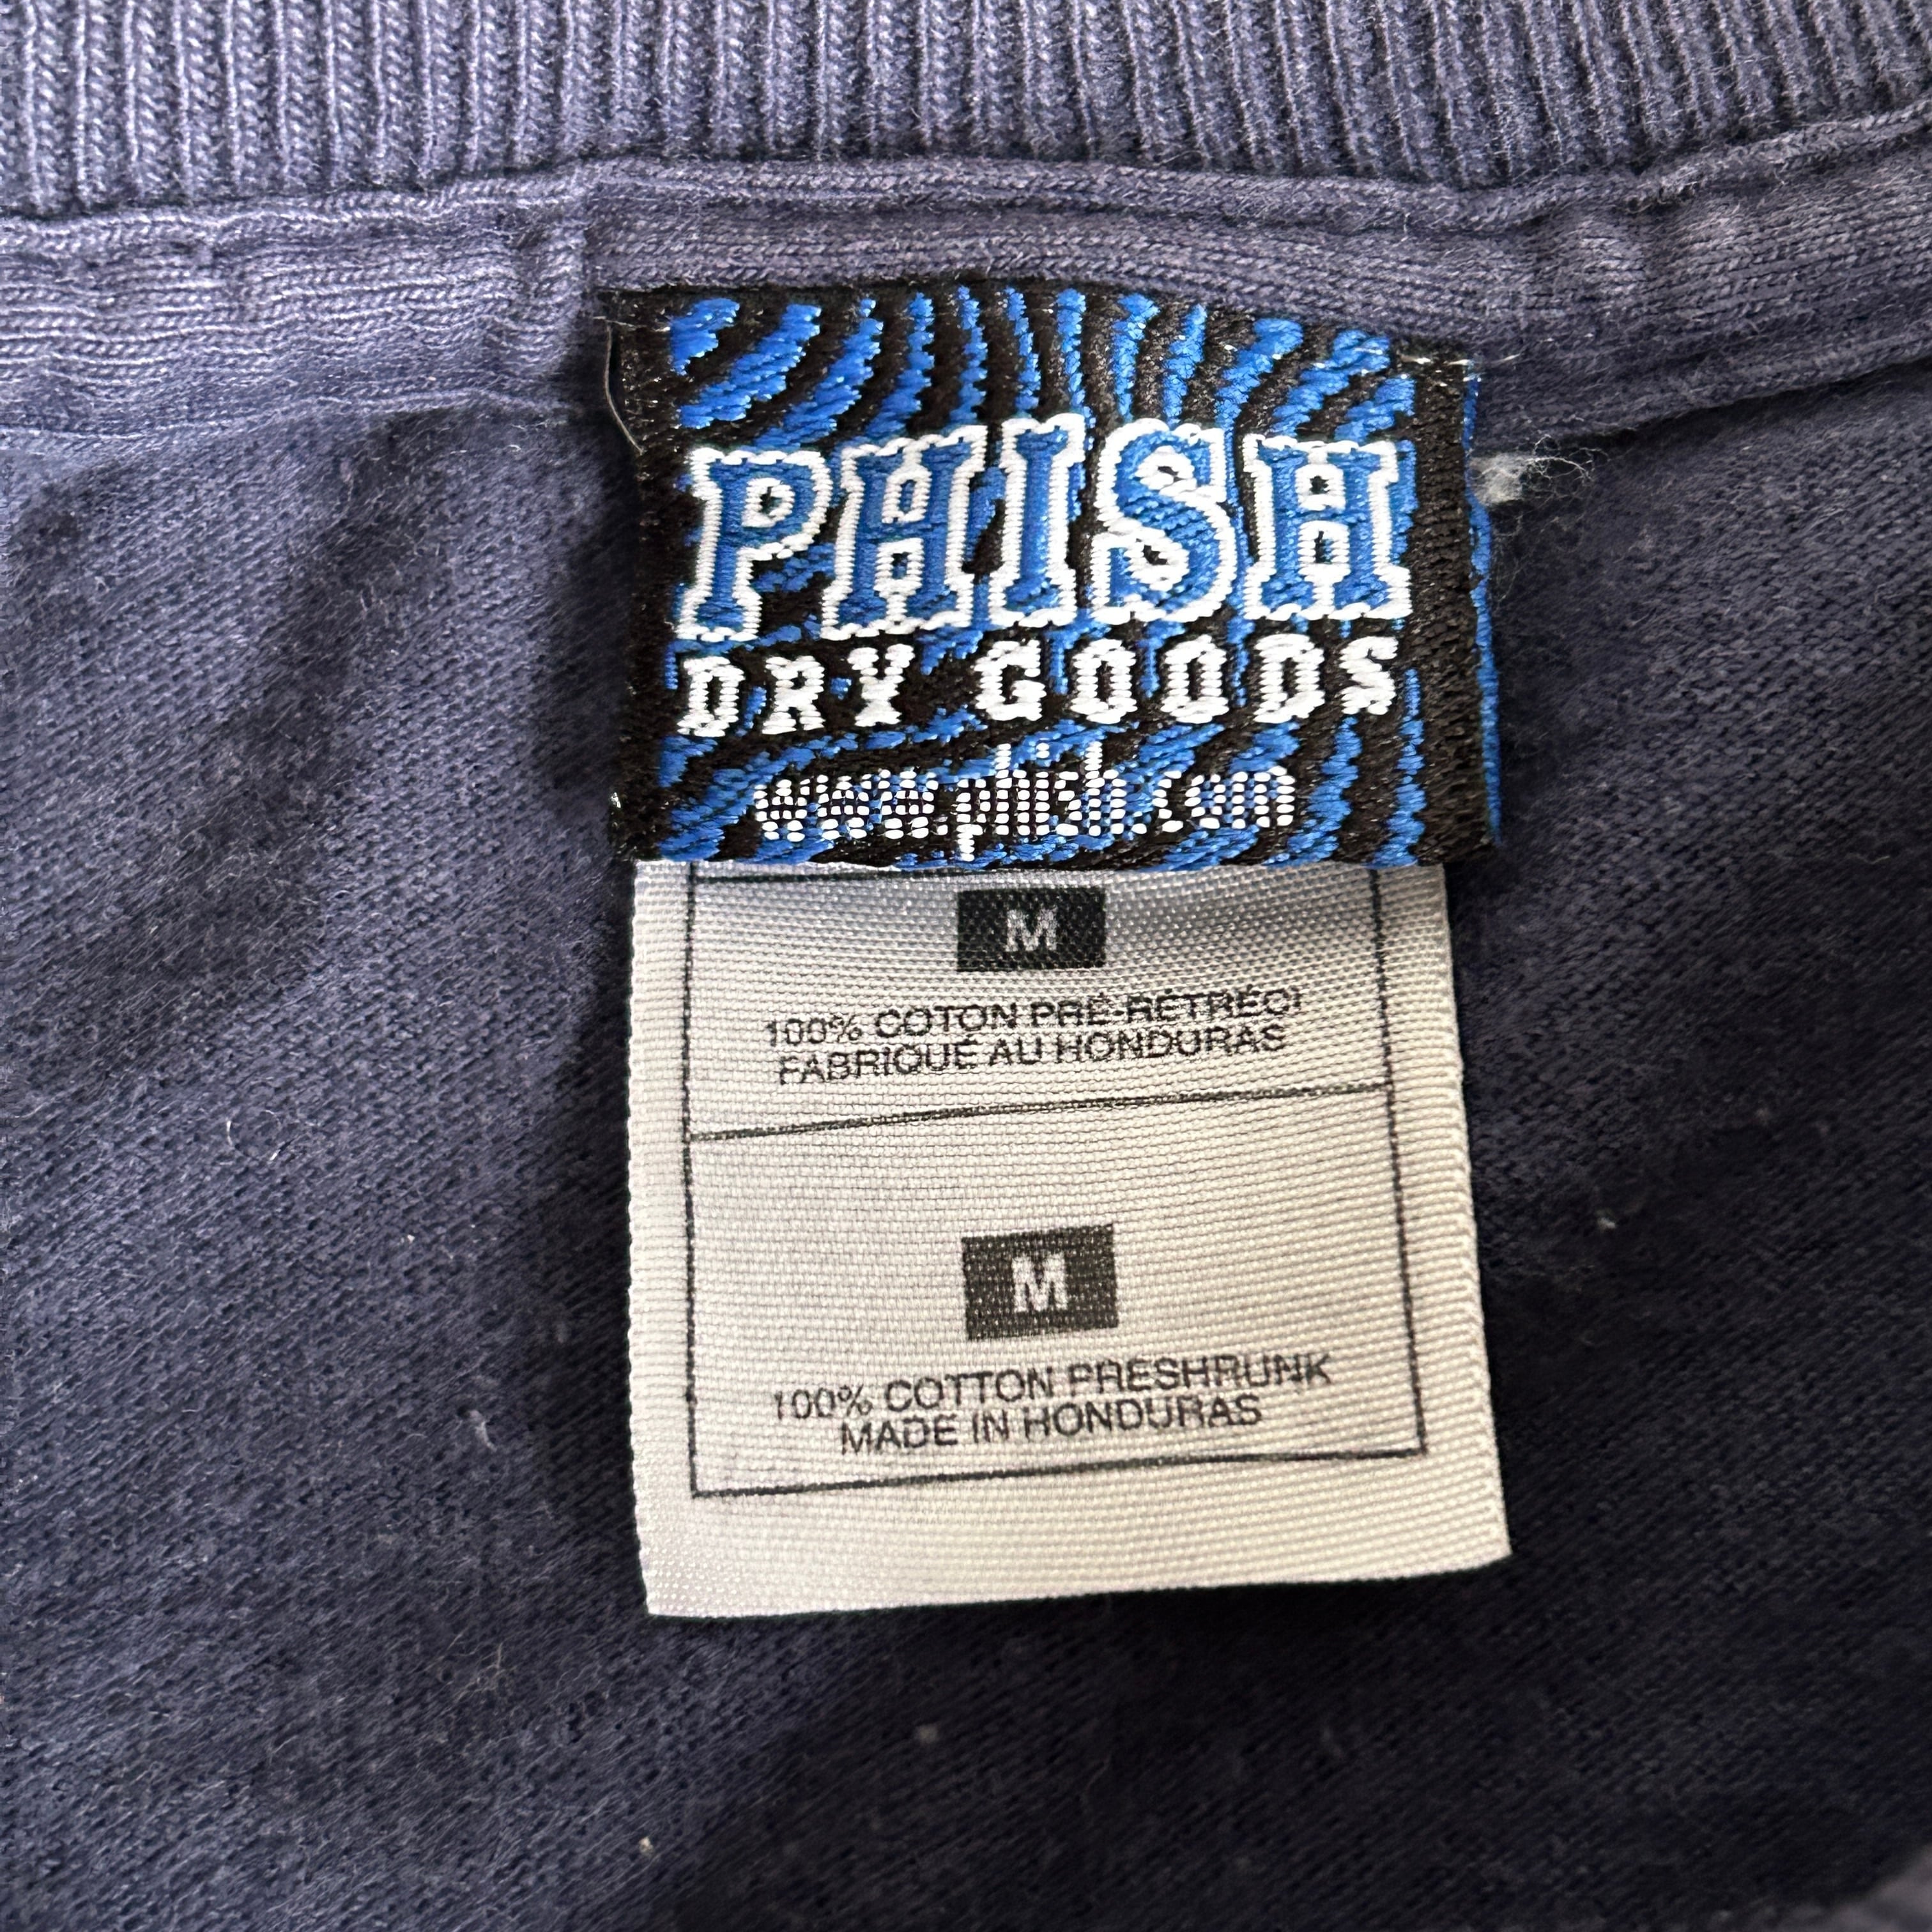 PHISH
DRY GOODS
www.phish.com
M
100% COTON PRÉ-RÉTRÉCI
FABRIQUÉ AU HONDURAS
M
100% COTTON PRESHRUNK
MADE IN HONDURAS